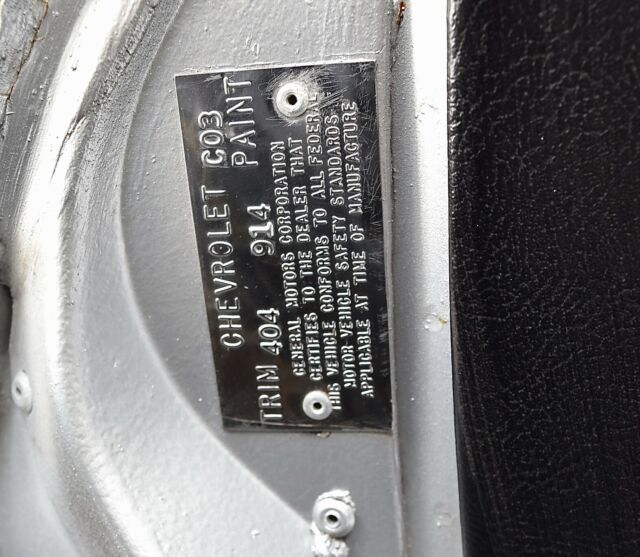 CHEVROLET C03
TRIM 404 914 PAINT
GENERAL MOTORS CORPORATION
CERTIFIES TO THE DEALER THAT
THIS VEHICLE CONFORMS TO ALL FEDERAL
MOTOR VEHICLE SAFETY STANDARDS
APPLICABLE AT TIME OF MANUFACTURE